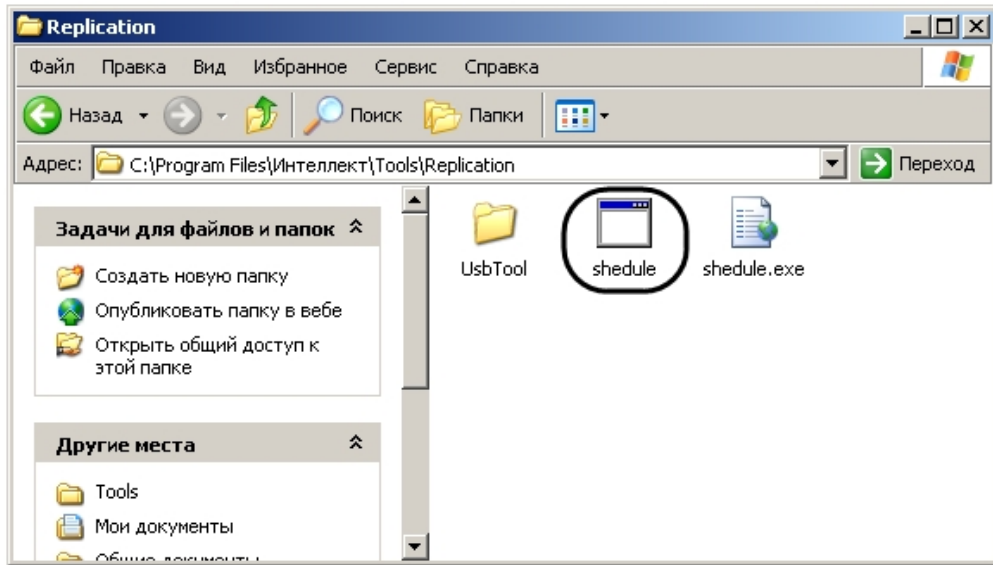 Replication
Файл Правка Вид Избранное Сервис Справка
Назад Поиск Папки
Адрес: C:\Program Files\Интеллект\Tools\Replication Переход
Задачи для файлов и папок
Создать новую папку
Опубликовать папку в вебе
Открыть общий доступ к
этой папке
Другие места
Tools
Мои документы
Общие документы
UsbTool shedule shedule.exe